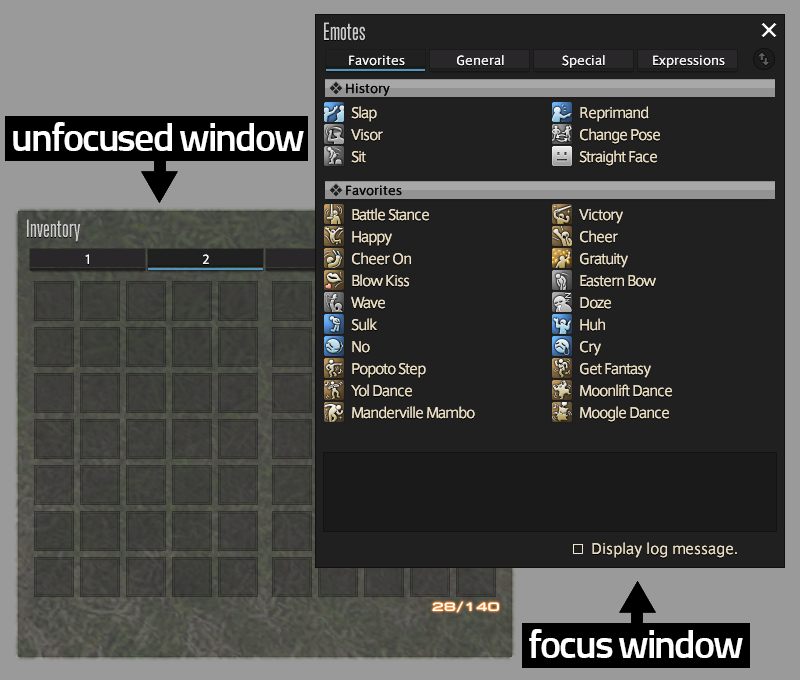 Emotes
Favorites General Special Expressions
History
Slap Reprimand
Visor Change Pose
Sit Straight Face
Favorites
Battle Stance Victory
Happy Cheer
Cheer On Gratuity
Blow Kiss Eastern Bow
Wave Doze
Sulk Huh
No Cry
Popoto Step Get Fantasy
Yol Dance Moonlift Dance
Manderville Mambo Moogle Dance
Display log message.
unfocused window
Inventory
1 2
28/140
focus window